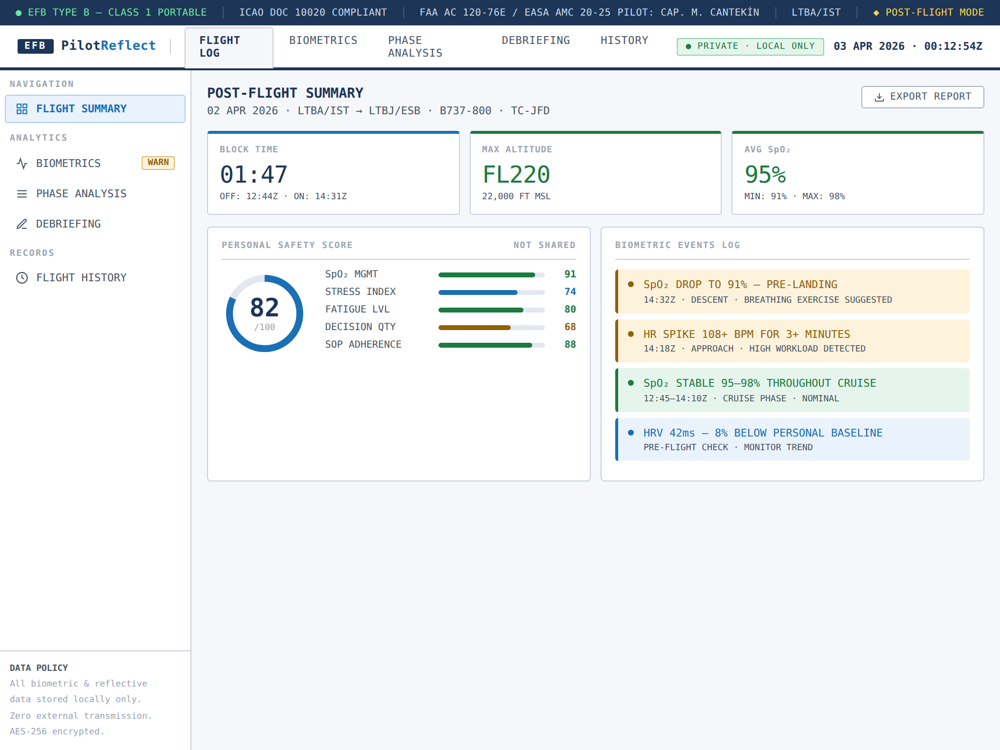 ● EFB TYPE B — CLASS 1 PORTABLE
ICAO DOC 10020 COMPLIANT
FAA AC 120-76E / EASA AMC 20-25 PILOT: CAP. M. CANTEKİN
LTBA/IST
◆ POST-FLIGHT MODE
EFB PilotReflect
FLIGHT
LOG
BIOMETRICS
PHASE
ANALYSIS
DEBRIEFING
HISTORY
● PRIVATE · LOCAL ONLY
03 APR 2026 · 00:12:54Z
NAVIGATION
FLIGHT SUMMARY
ANALYTICS
BIOMETRICS WARN
PHASE ANALYSIS
DEBRIEFING
RECORDS
FLIGHT HISTORY
DATA POLICY
All biometric & reflective
data stored locally only.
Zero external transmission.
AES-256 encrypted.
POST-FLIGHT SUMMARY
02 APR 2026 · LTBA/IST → LTBJ/ESB · B737-800 · TC-JFD
EXPORT REPORT
BLOCK TIME
01:47
OFF: 12:44Z · ON: 14:31Z
MAX ALTITUDE
FL220
22,000 FT MSL
AVG SpO₂
95%
MIN: 91% · MAX: 98%
PERSONAL SAFETY SCORE NOT SHARED
82
/100
SpO₂ MGMT 91
STRESS INDEX 74
FATIGUE LVL 80
DECISION QTY 68
SOP ADHERENCE 88
BIOMETRIC EVENTS LOG
SpO₂ DROP TO 91% — PRE-LANDING
14:32Z · DESCENT · BREATHING EXERCISE SUGGESTED
HR SPIKE 108+ BPM FOR 3+ MINUTES
14:18Z · APPROACH · HIGH WORKLOAD DETECTED
SpO₂ STABLE 95–98% THROUGHOUT CRUISE
12:45–14:10Z · CRUISE PHASE · NOMINAL
HRV 42ms — 8% BELOW PERSONAL BASELINE
PRE-FLIGHT CHECK · MONITOR TREND